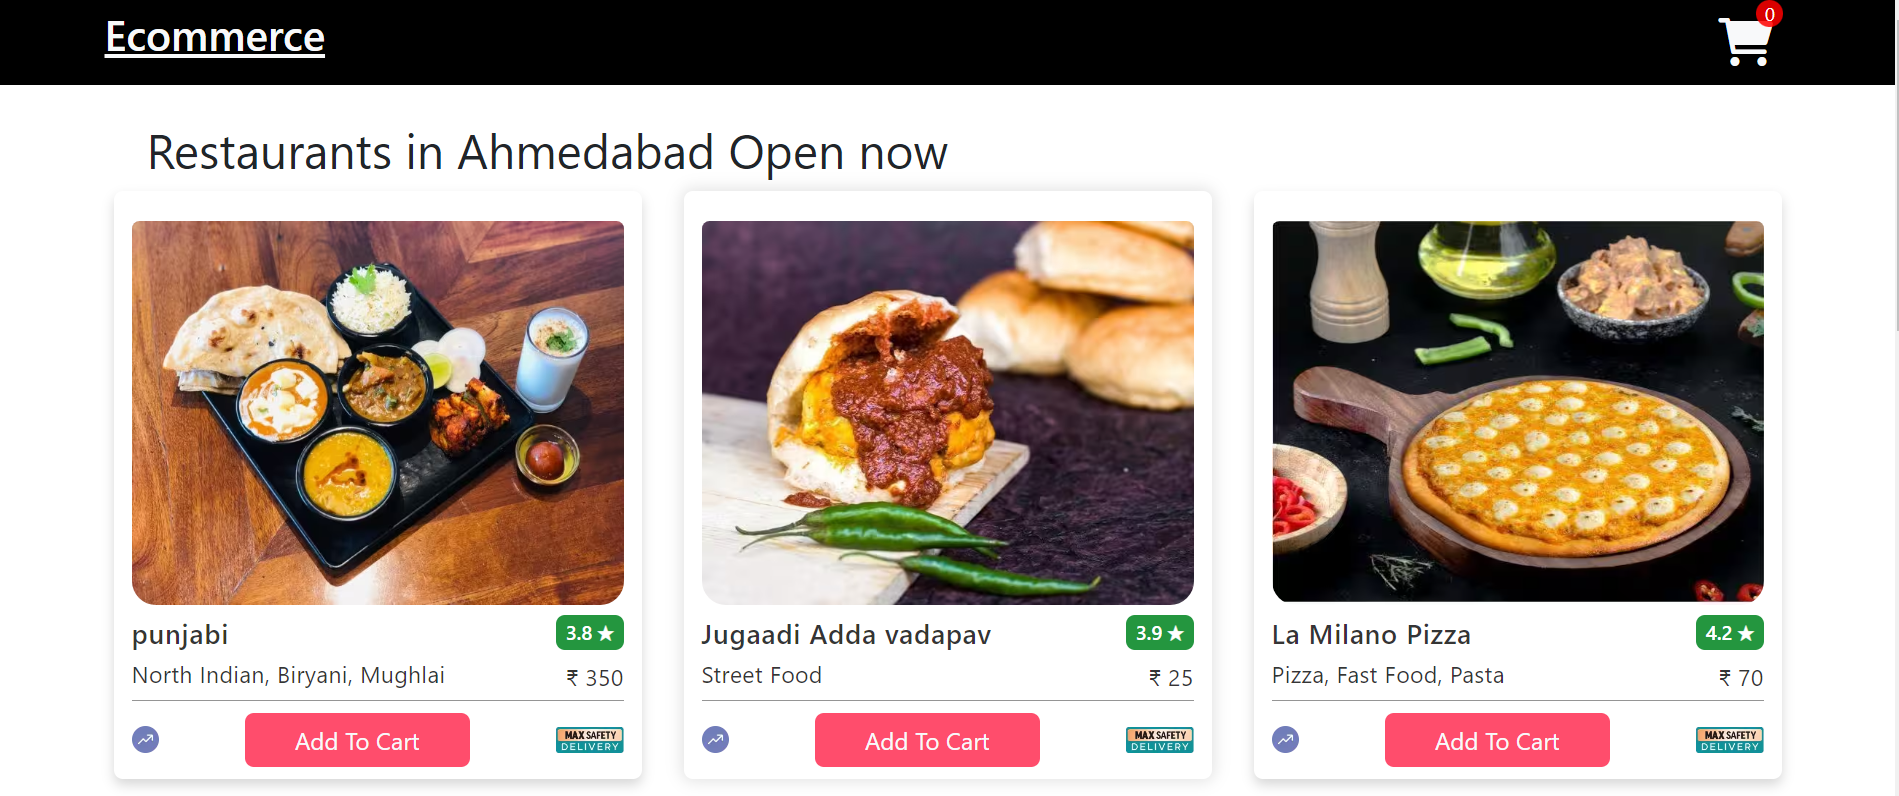 Ecommerce
0
Restaurants in Ahmedabad Open now
punjabi
3.8 ★
North Indian, Biryani, Mughlai
₹ 350
Add To Cart
MAX SAFETY
DELIVERY
Jugaadi Adda vadapav
3.9 ★
Street Food
₹ 25
Add To Cart
MAX SAFETY
DELIVERY
La Milano Pizza
4.2 ★
Pizza, Fast Food, Pasta
₹ 70
Add To Cart
MAX SAFETY
DELIVERY